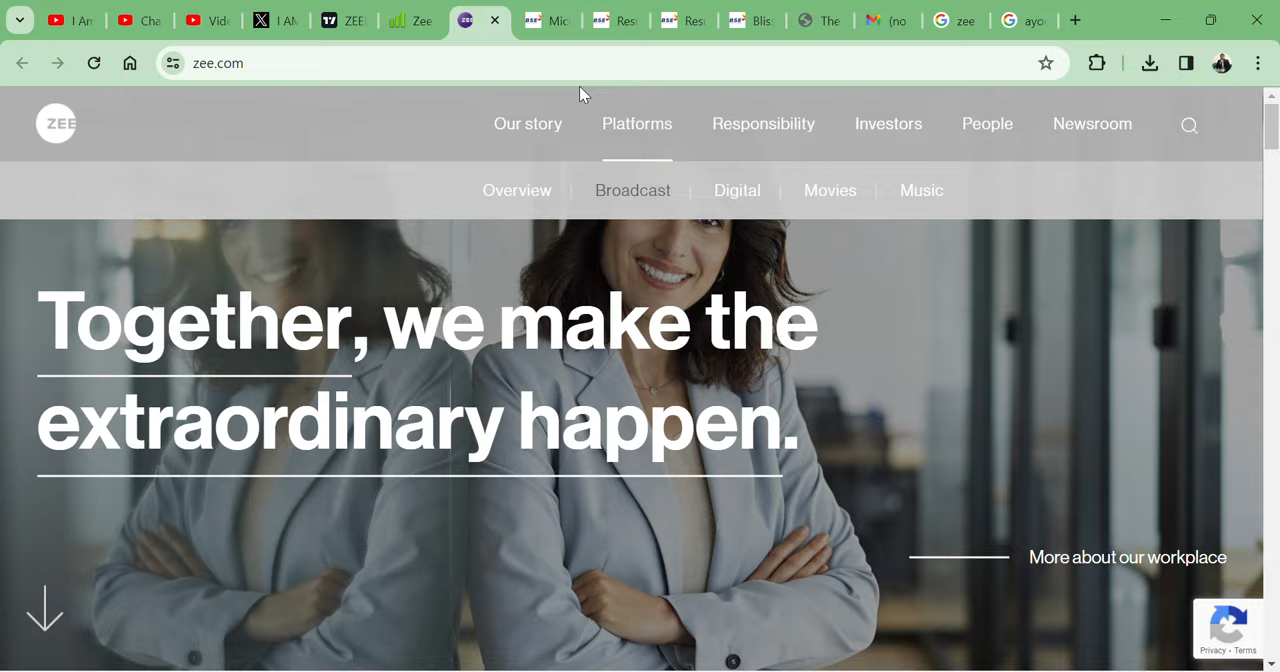 I Am
Cha
Vide
I AM
ZEE
Zee
Mic
Res
Res
Blis
The
(no
zee
ayo
zee.com
ZEE
Our story
Platforms
Responsibility
Investors
People
Newsroom
Overview
Broadcast
Digital
Movies
Music
Together, we make the
extraordinary happen.
More about our workplace
Privacy - Terms